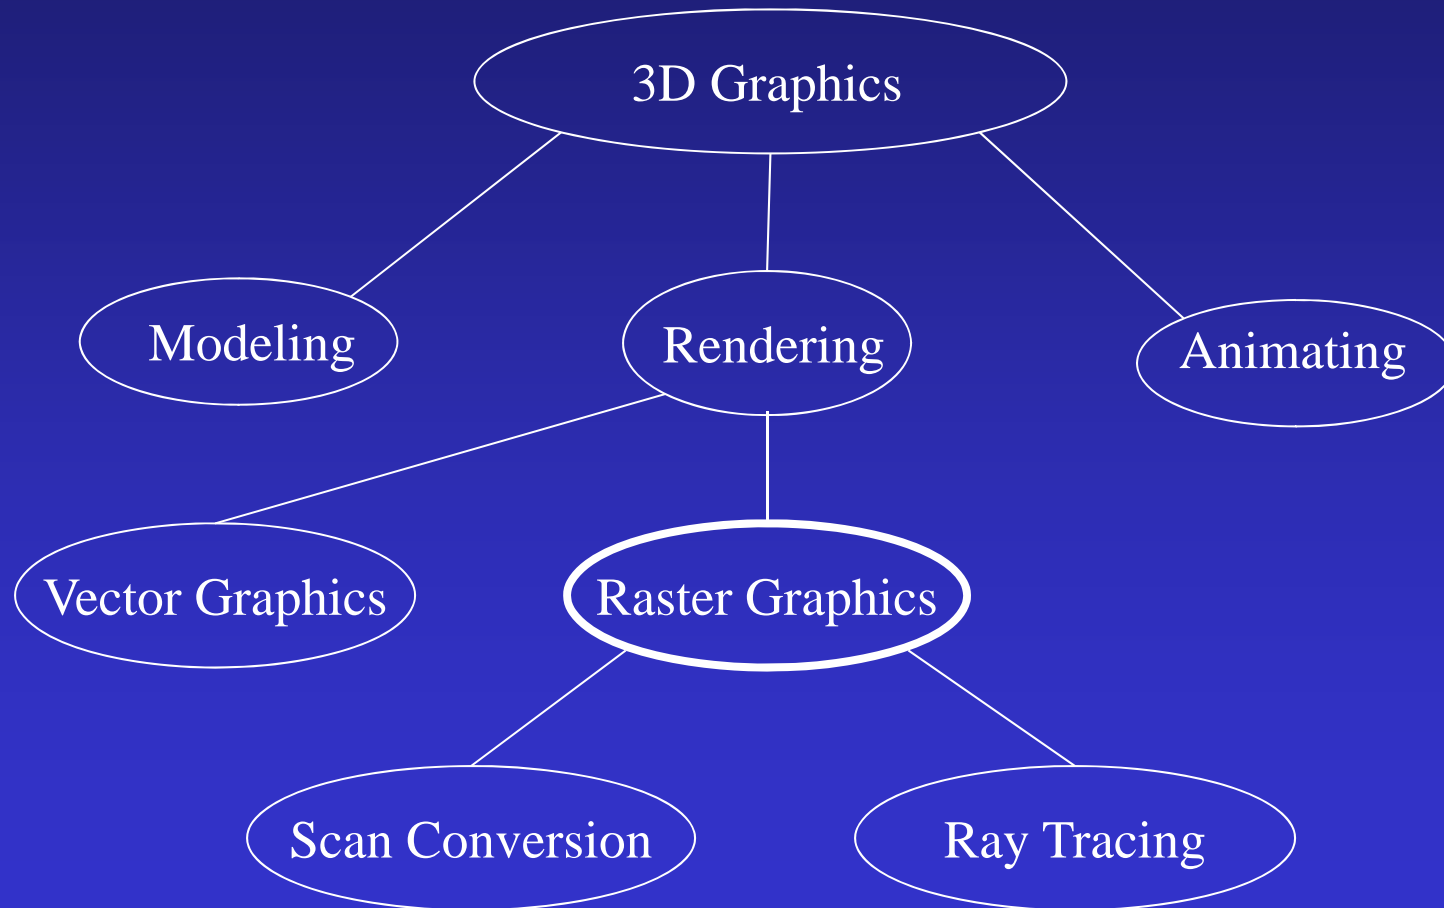 3D Graphics
Modeling
Rendering
Animating
Vector Graphics
Raster Graphics
Scan Conversion
Ray Tracing